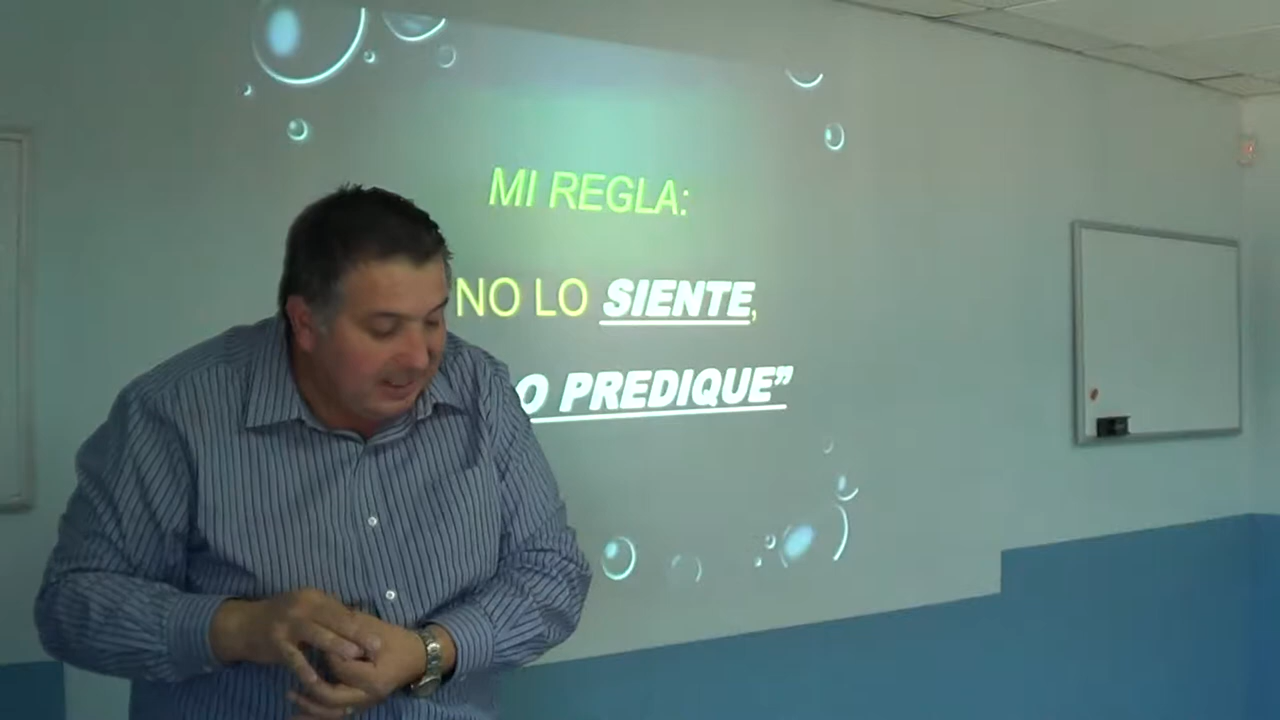 MI REGLA:
NO LO SIENTE,
O PREDIQUE”